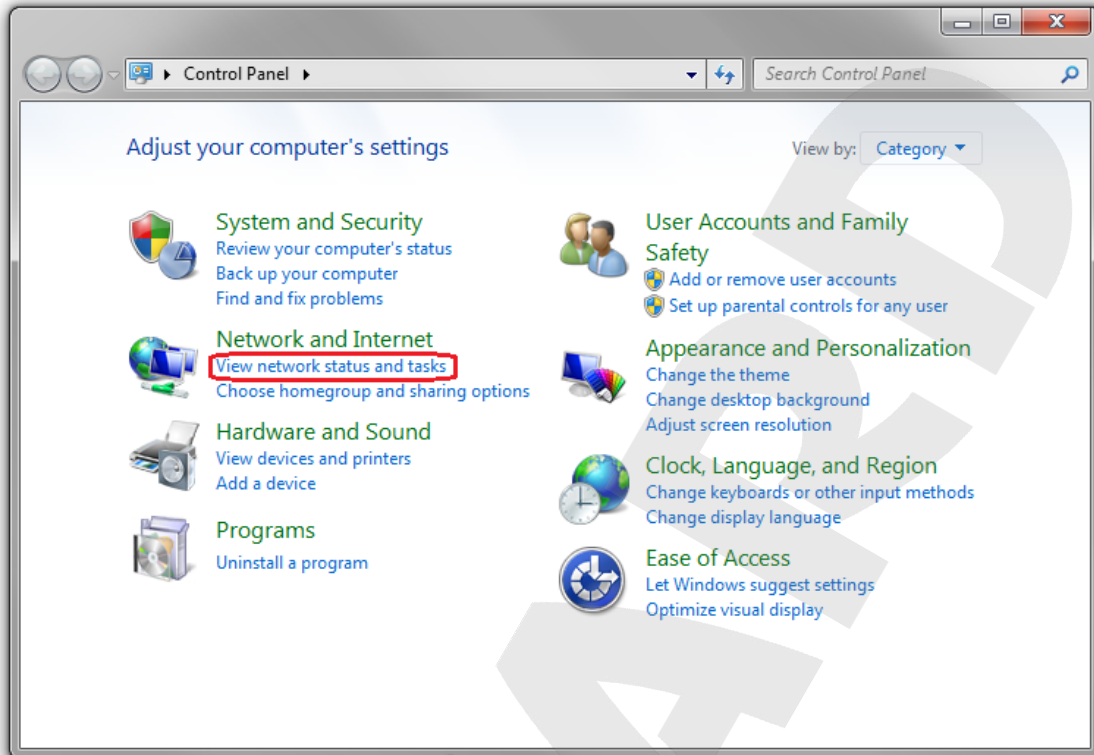 Control Panel
Search Control Panel
Adjust your computer's settings
View by: Category
System and Security
Review your computer's status
Back up your computer
Find and fix problems
Network and Internet
View network status and tasks
Choose homegroup and sharing options
Hardware and Sound
View devices and printers
Add a device
Programs
Uninstall a program
User Accounts and Family
Safety
Add or remove user accounts
Set up parental controls for any user
Appearance and Personalization
Change the theme
Change desktop background
Adjust screen resolution
Clock, Language, and Region
Change keyboards or other input methods
Change display language
Ease of Access
Let Windows suggest settings
Optimize visual display
ARD